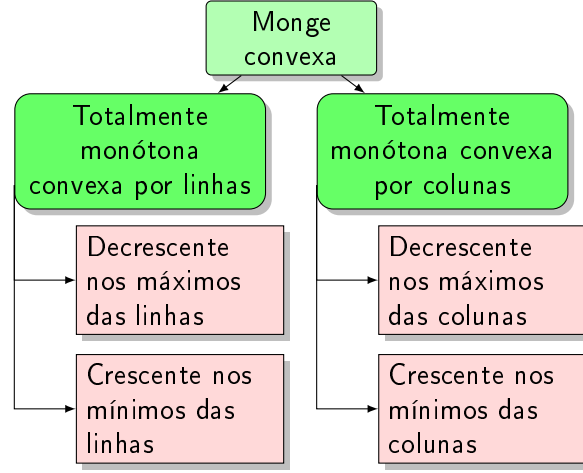 Monge
convexa
Totalmente
monótona
convexa por linhas
Totalmente
monótona convexa
por colunas
Decrescente
nos máximos
das linhas
Decrescente
nos máximos
das colunas
Crescente nos
mínimos das
linhas
Crescente nos
mínimos das
colunas